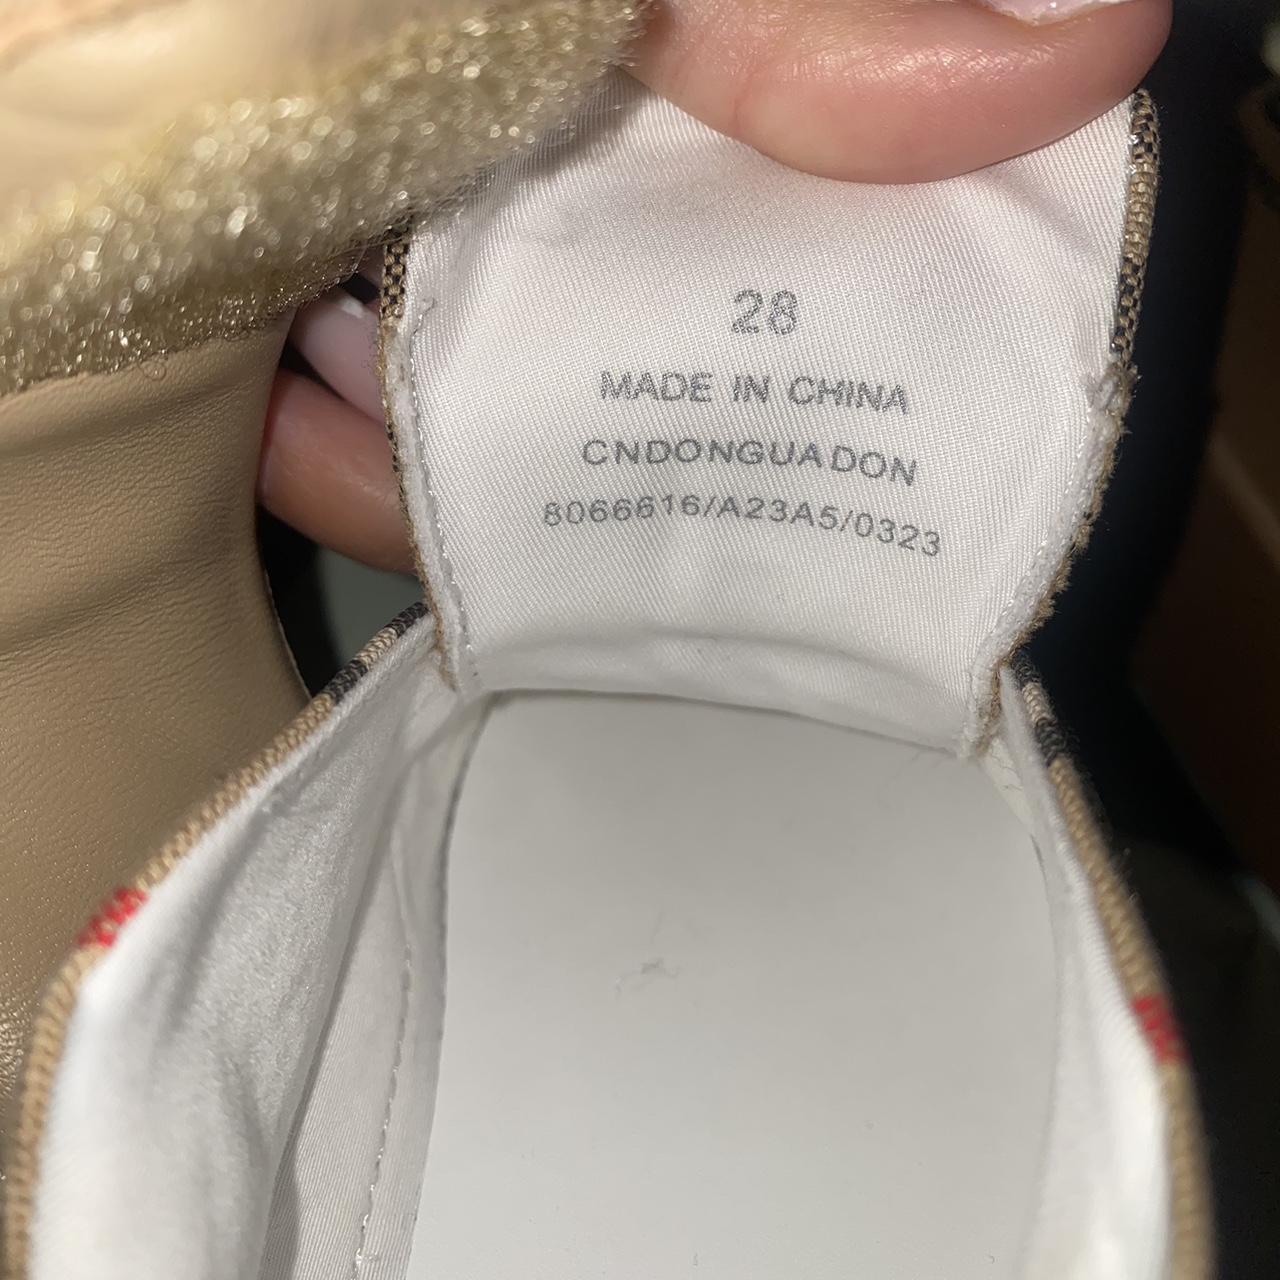 28
MADE IN CHINA
CNDONGUADON
8066616/A23A5/0323